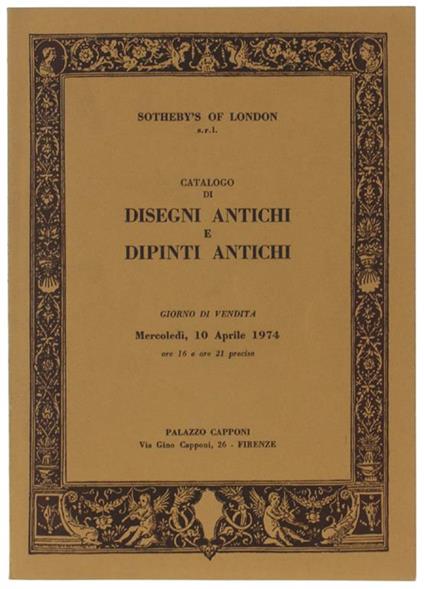 SOTHEBY'S OF LONDON
s.r.l.
CATALOGO
DI
DISEGNI ANTICHI
E
DIPINTI ANTICHI
GIORNO DI VENDITA
Mercoledì, 10 Aprile 1974
ore 16 e ore 21 precise
PALAZZO CAPPONI
Via Gino Capponi, 26 - FIRENZE